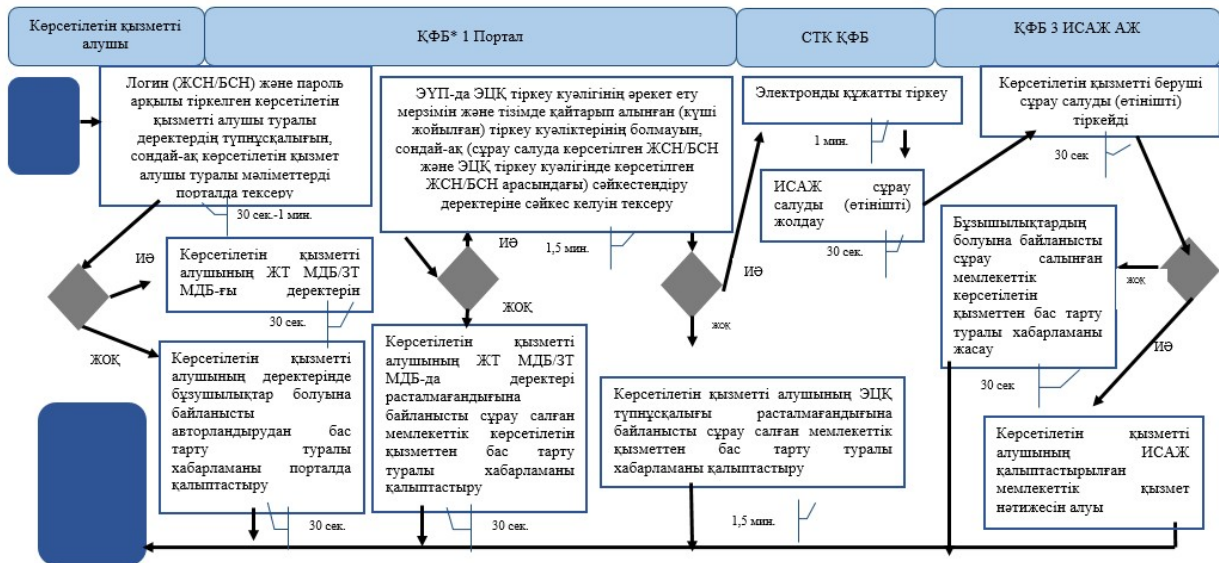 Көрсетілетін қызметті
алушы
ҚФБ* 1 Портал
СТК ҚФБ
ҚФБ 3 ИСАЖ АЖ
Логин (ЖСН/БСН) және пароль
арқылы тіркелген көрсетілетін
қызметті алушы туралы
деректердің түпнұсқалығын,
сондай-ақ көрсетілетін қызмет
алушы туралы мәліметтерді
порталда тексеру
30 сек.-1 мин.
ИӘ
Көрсетілетін қызметті
алушының ЖТ МДБ/ЗТ
МДБ-ғы деректерін
30 сек.
ЖОҚ
Көрсетілетін қызметті
алушының деректерінде
бұзушылықтар болуына
байланысты
авторландырудан бас
тарту туралы
хабарламаны порталда
қалыптастыру
30 сек.
ЭҮП-да ЭЦҚ тіркеу куәлігінің әрекет ету
мерзімін және тізімде қайтарып алынған (күші
жойылған) тіркеу куәліктерінің болмауын,
сондай-ақ (сұрау салуда көрсетілген ЖСН/БСН
және ЭЦҚ тіркеу куәлігінде көрсетілген
ЖСН/БСН арасындағы) сәйкестендіру
деректеріне сәйкес келуін тексеру
ИӘ
1,5 мин.
ЖОҚ
Көрсетілетін қызметті
алушының ЖТ МДБ/ЗТ
МДБ-да деректері
расталмағандығына
байланысты сұрау салған
мемлекеттік көрсетілетін
қызметтен бас тарту
туралы хабарламаны
қалыптастыру
30 сек.
ИӘ
жоқ
Көрсетілетін қызметті алушының ЭЦҚ
түпнұсқалығы расталмағандығына
байланысты сұрау салған мемлекеттік
қызметтен бас тарту туралы
хабарламаны қалыптастыру
1,5 мин.
Электронды құжатты тіркеу
1 мин.
ИСАЖ сұрау
салуды (өтінішті)
жолдау
30 сек.
Көрсетілетін қызметті беруші
сұрау салуды (өтінішті)
тіркейді
30 сек
Бұзышылықтардың
болуына байланысты
сұрау салынған
мемлекеттік
көрсетілетін
қызметтен бас тарту
туралы хабарламаны
жасау
жоқ
ИӘ
30 сек
Көрсетілетін қызметті
алушының ИСАЖ
қалыптастырылған
мемлекеттік қызмет
нәтижесін алуы